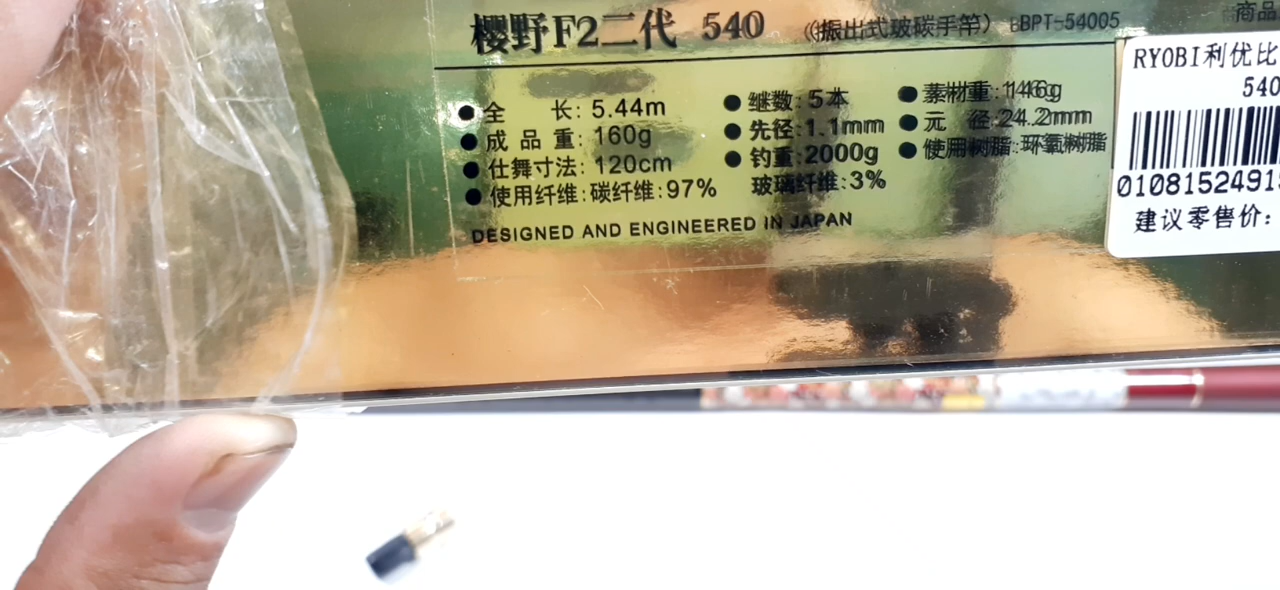 樱野F2二代 540 (振出式玻碳手竿) BBPT-54005
●全 长: 5.44m ●继数: 5本 ●素材重:146g
●成品重: 160g ●先径:1.1mm ●元 径:24.2mm
●仕舞寸法: 120cm ●钓重:2000g ●使用树脂:环氧树脂
●使用纤维:碳纤维:97% 玻璃纤维:3%
DESIGNED AND ENGINEERED IN JAPAN
商品
RYOBI利优比
540
0108152491
建议零售价: